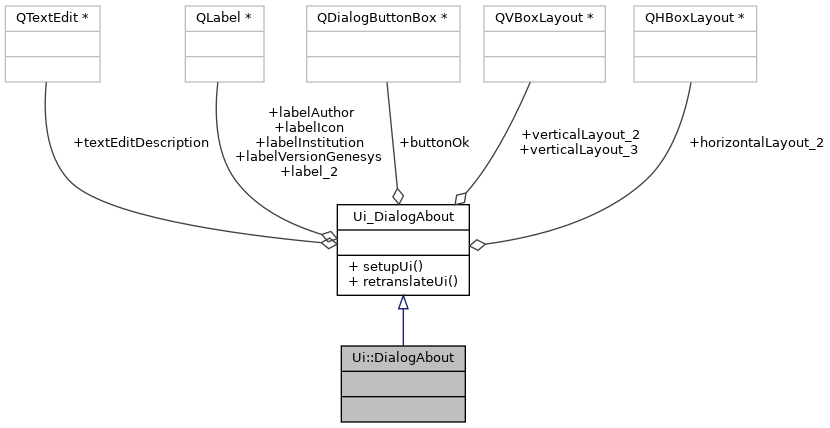 QTextEdit *
QLabel *
QDialogButtonBox *
QVBoxLayout *
QHBoxLayout *
+textEditDescription
+labelAuthor
+labelIcon
+labelInstitution
+labelVersionGenesys
+label_2
+buttonOk
+verticalLayout_2
+verticalLayout_3
+horizontalLayout_2
Ui_DialogAbout
+ setupUi()
+ retranslateUi()
Ui::DialogAbout